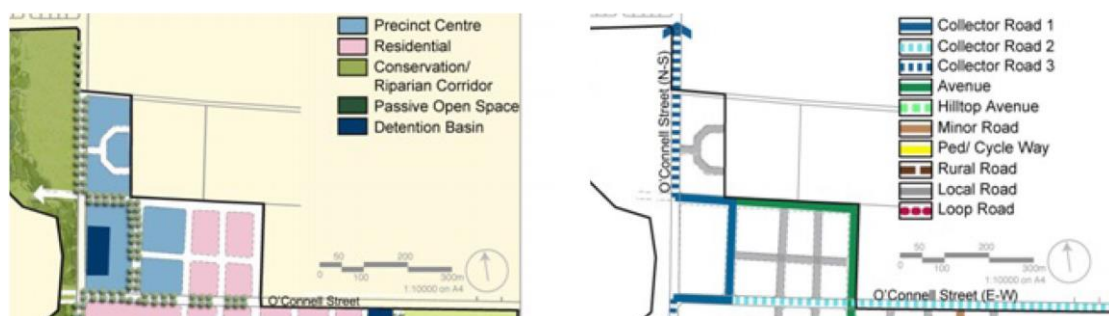 Precinct Centre
Residential
Conservation/
Riparian Corridor
Passive Open Space
Detention Basin
50
200
0
100
300m
1:10000 on A4
O'Connell Street
Collector Road 1
Collector Road 2
Collector Road 3
Avenue
Hilltop Avenue
Minor Road
Ped/ Cycle Way
Rural Road
Local Road
Loop Road
O'Connell Street (N-S)
50
200
0
100
300m
1:10000 on A4
O'Connell Street (E-W)